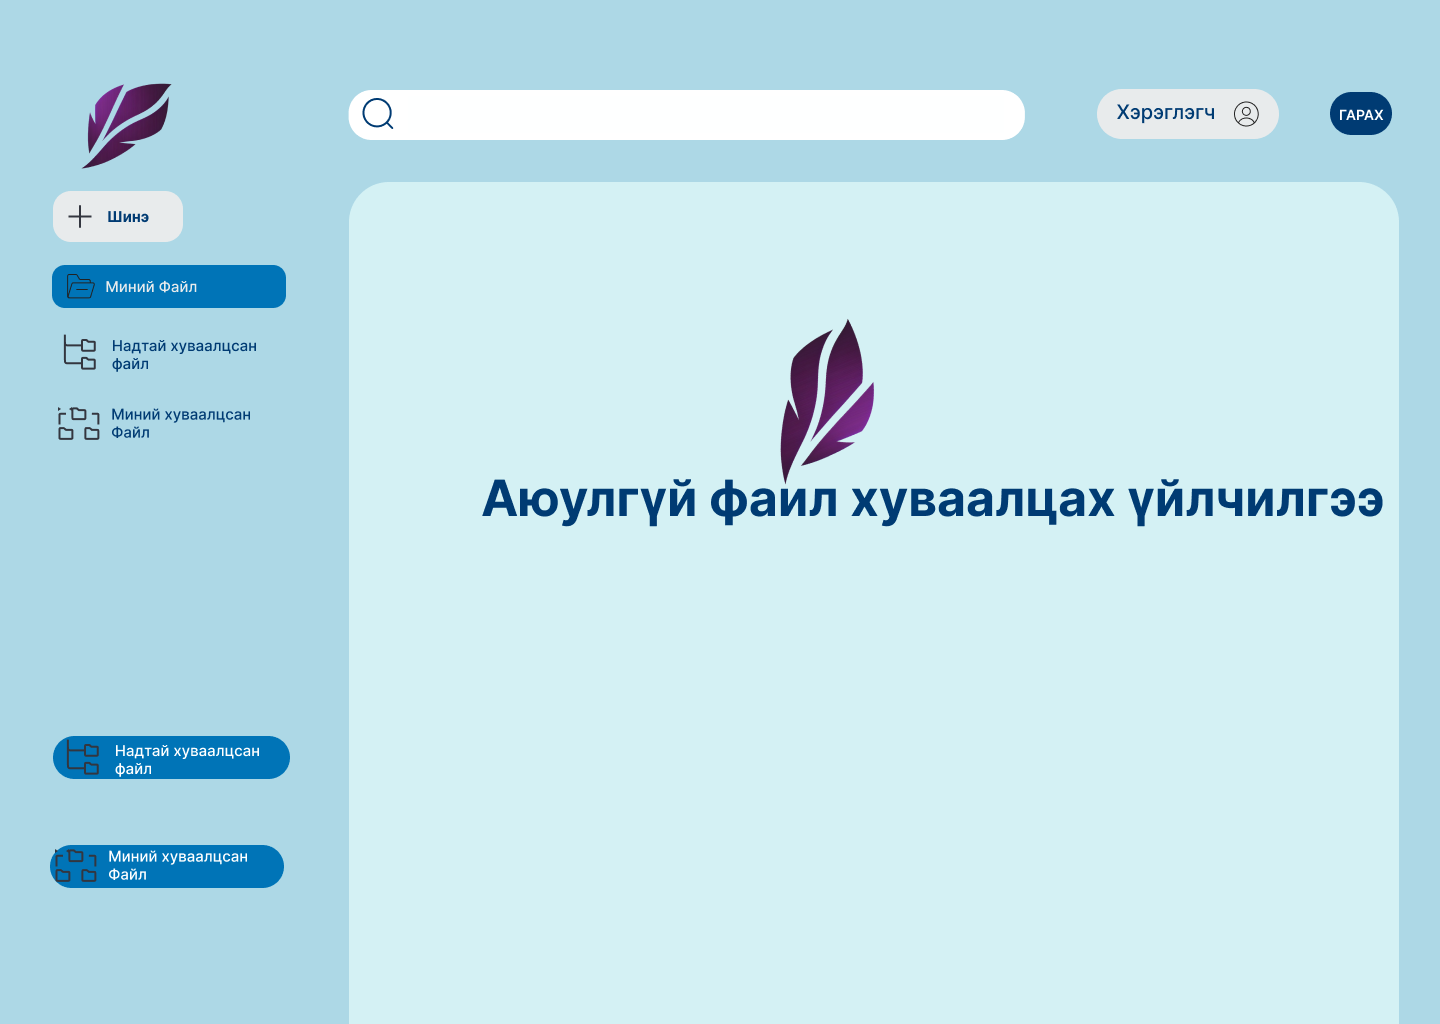 Хэрэглэгч
ГАРАХ
Шинэ
Миний Файл
Надтай хуваалцсан
файл
Миний хуваалцсан
Файл
Аюулгүй файл хуваалцах үйлчилгээ
Надтай хуваалцсан
файл
Миний хуваалцсан
Файл